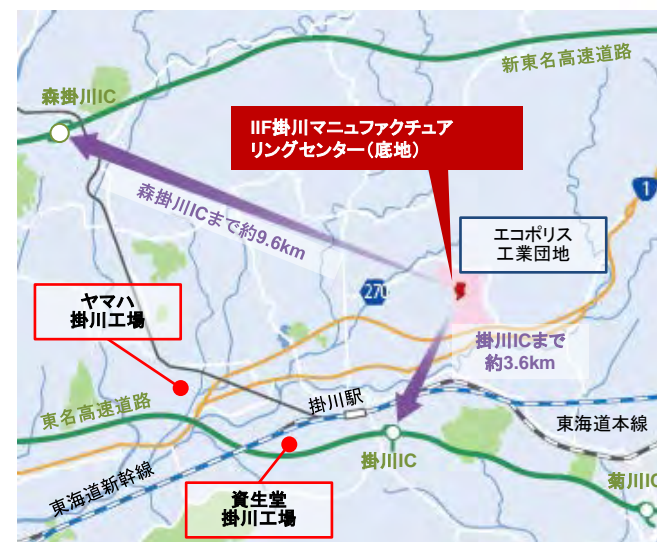 新東名高速道路
森掛川IC
IIF掛川マニュファクチュア
リングセンター（底地）
1
森掛川ICまで約9.6km
エコポリス
工業団地
270
ヤマハ
掛川工場
掛川ICまで
約3.6km
東名高速道路
掛川駅
東海道本線
掛川IC
東海道新幹線
資生堂
掛川工場
菊川IC